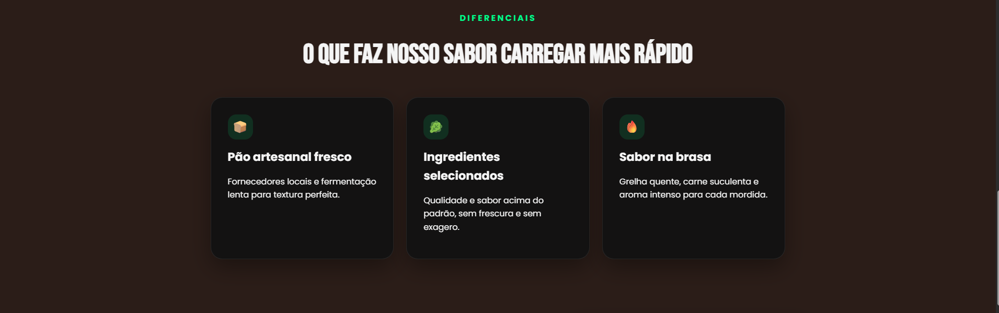 DIFERENCIAIS
O QUE FAZ NOSSO SABOR CARREGAR MAIS RÁPIDO
Pão artesanal fresco
Fornecedores locais e fermentação
lenta para textura perfeita.
Ingredientes
selecionados
Qualidade e sabor acima do
padrão, sem frescura e sem
exagero.
Sabor na brasa
Grelha quente, carne suculenta e
aroma intenso para cada mordida.